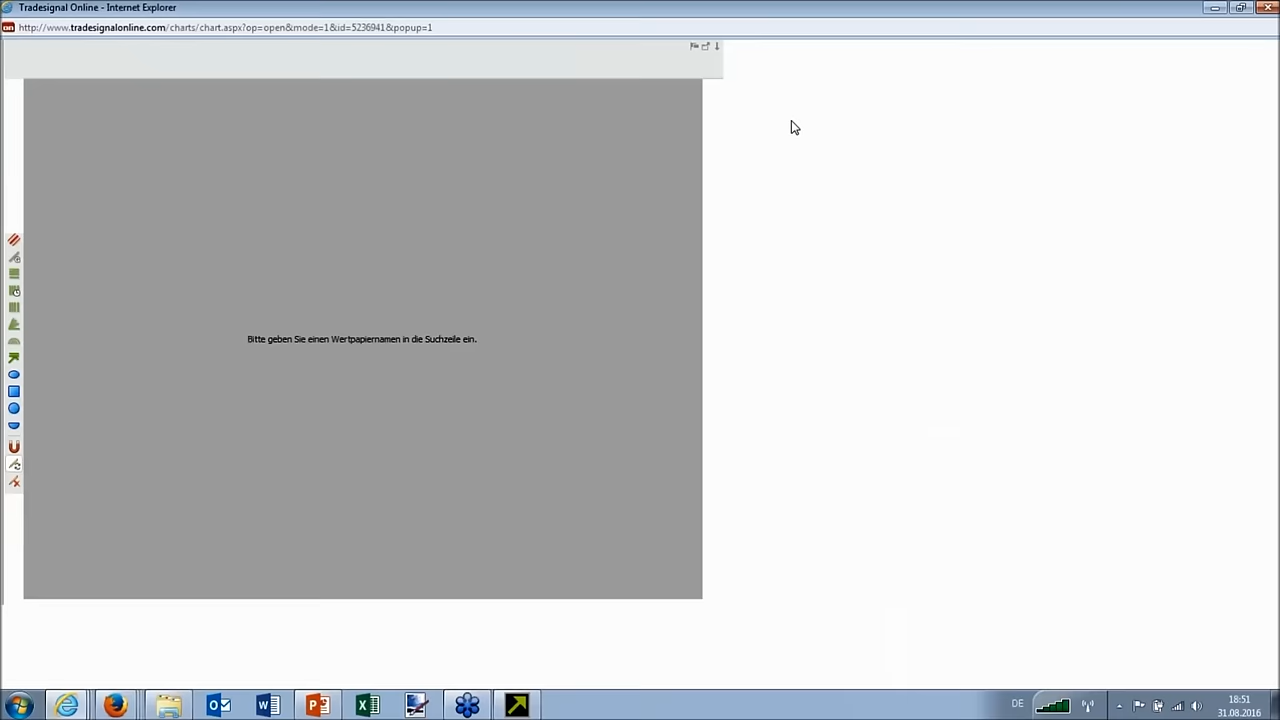 Tradesignal Online - Internet Explorer
http://www.tradesignalonline.com/charts/chart.aspx?op=open&mode=1&id=5236941&popup=1
Bitte geben Sie einen Wertpapiernamen in die Suchzeile ein.
DE
18:51
31.08.2016